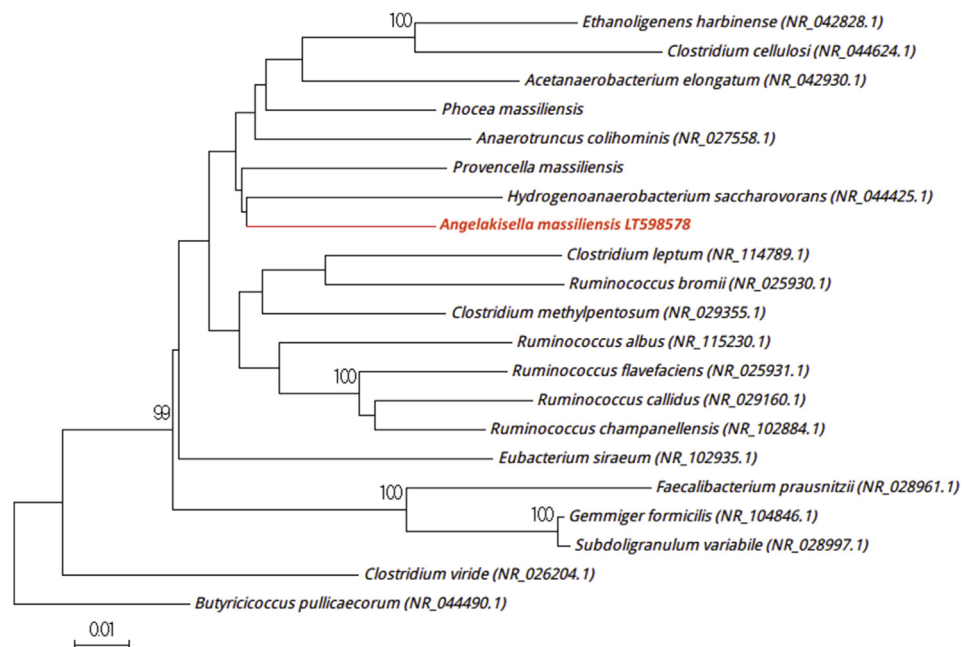 100
Ethanoligenens harbinense (NR_042828.1)
Clostridium cellulosi (NR_044624.1)
Acetanaerobacterium elongatum (NR_042930.1)
Phocea massiliensis
Anaerotruncus colihominis (NR_027558.1)
Provencella massiliensis
Hydrogenoanaerobacterium saccharovorans (NR_044425.1)
Angelakisella massiliensis LT598578
Clostridium leptum (NR_114789.1)
Ruminococcus bromii (NR_025930.1)
Clostridium methylpentosum (NR_029355.1)
Ruminococcus albus (NR_115230.1)
100
Ruminococcus flavefaciens (NR_025931.1)
Ruminococcus callidus (NR_029160.1)
99
Ruminococcus champanellensis (NR_102884.1)
Eubacterium siraeum (NR_102935.1)
100
Faecalibacterium prausnitzii (NR_028961.1)
100
Gemmiger formicilis (NR_104846.1)
Subdoligranulum variabile (NR_028997.1)
Clostridium viride (NR_026204.1)
Butyricicoccus pullicaecorum (NR_044490.1)
0.01